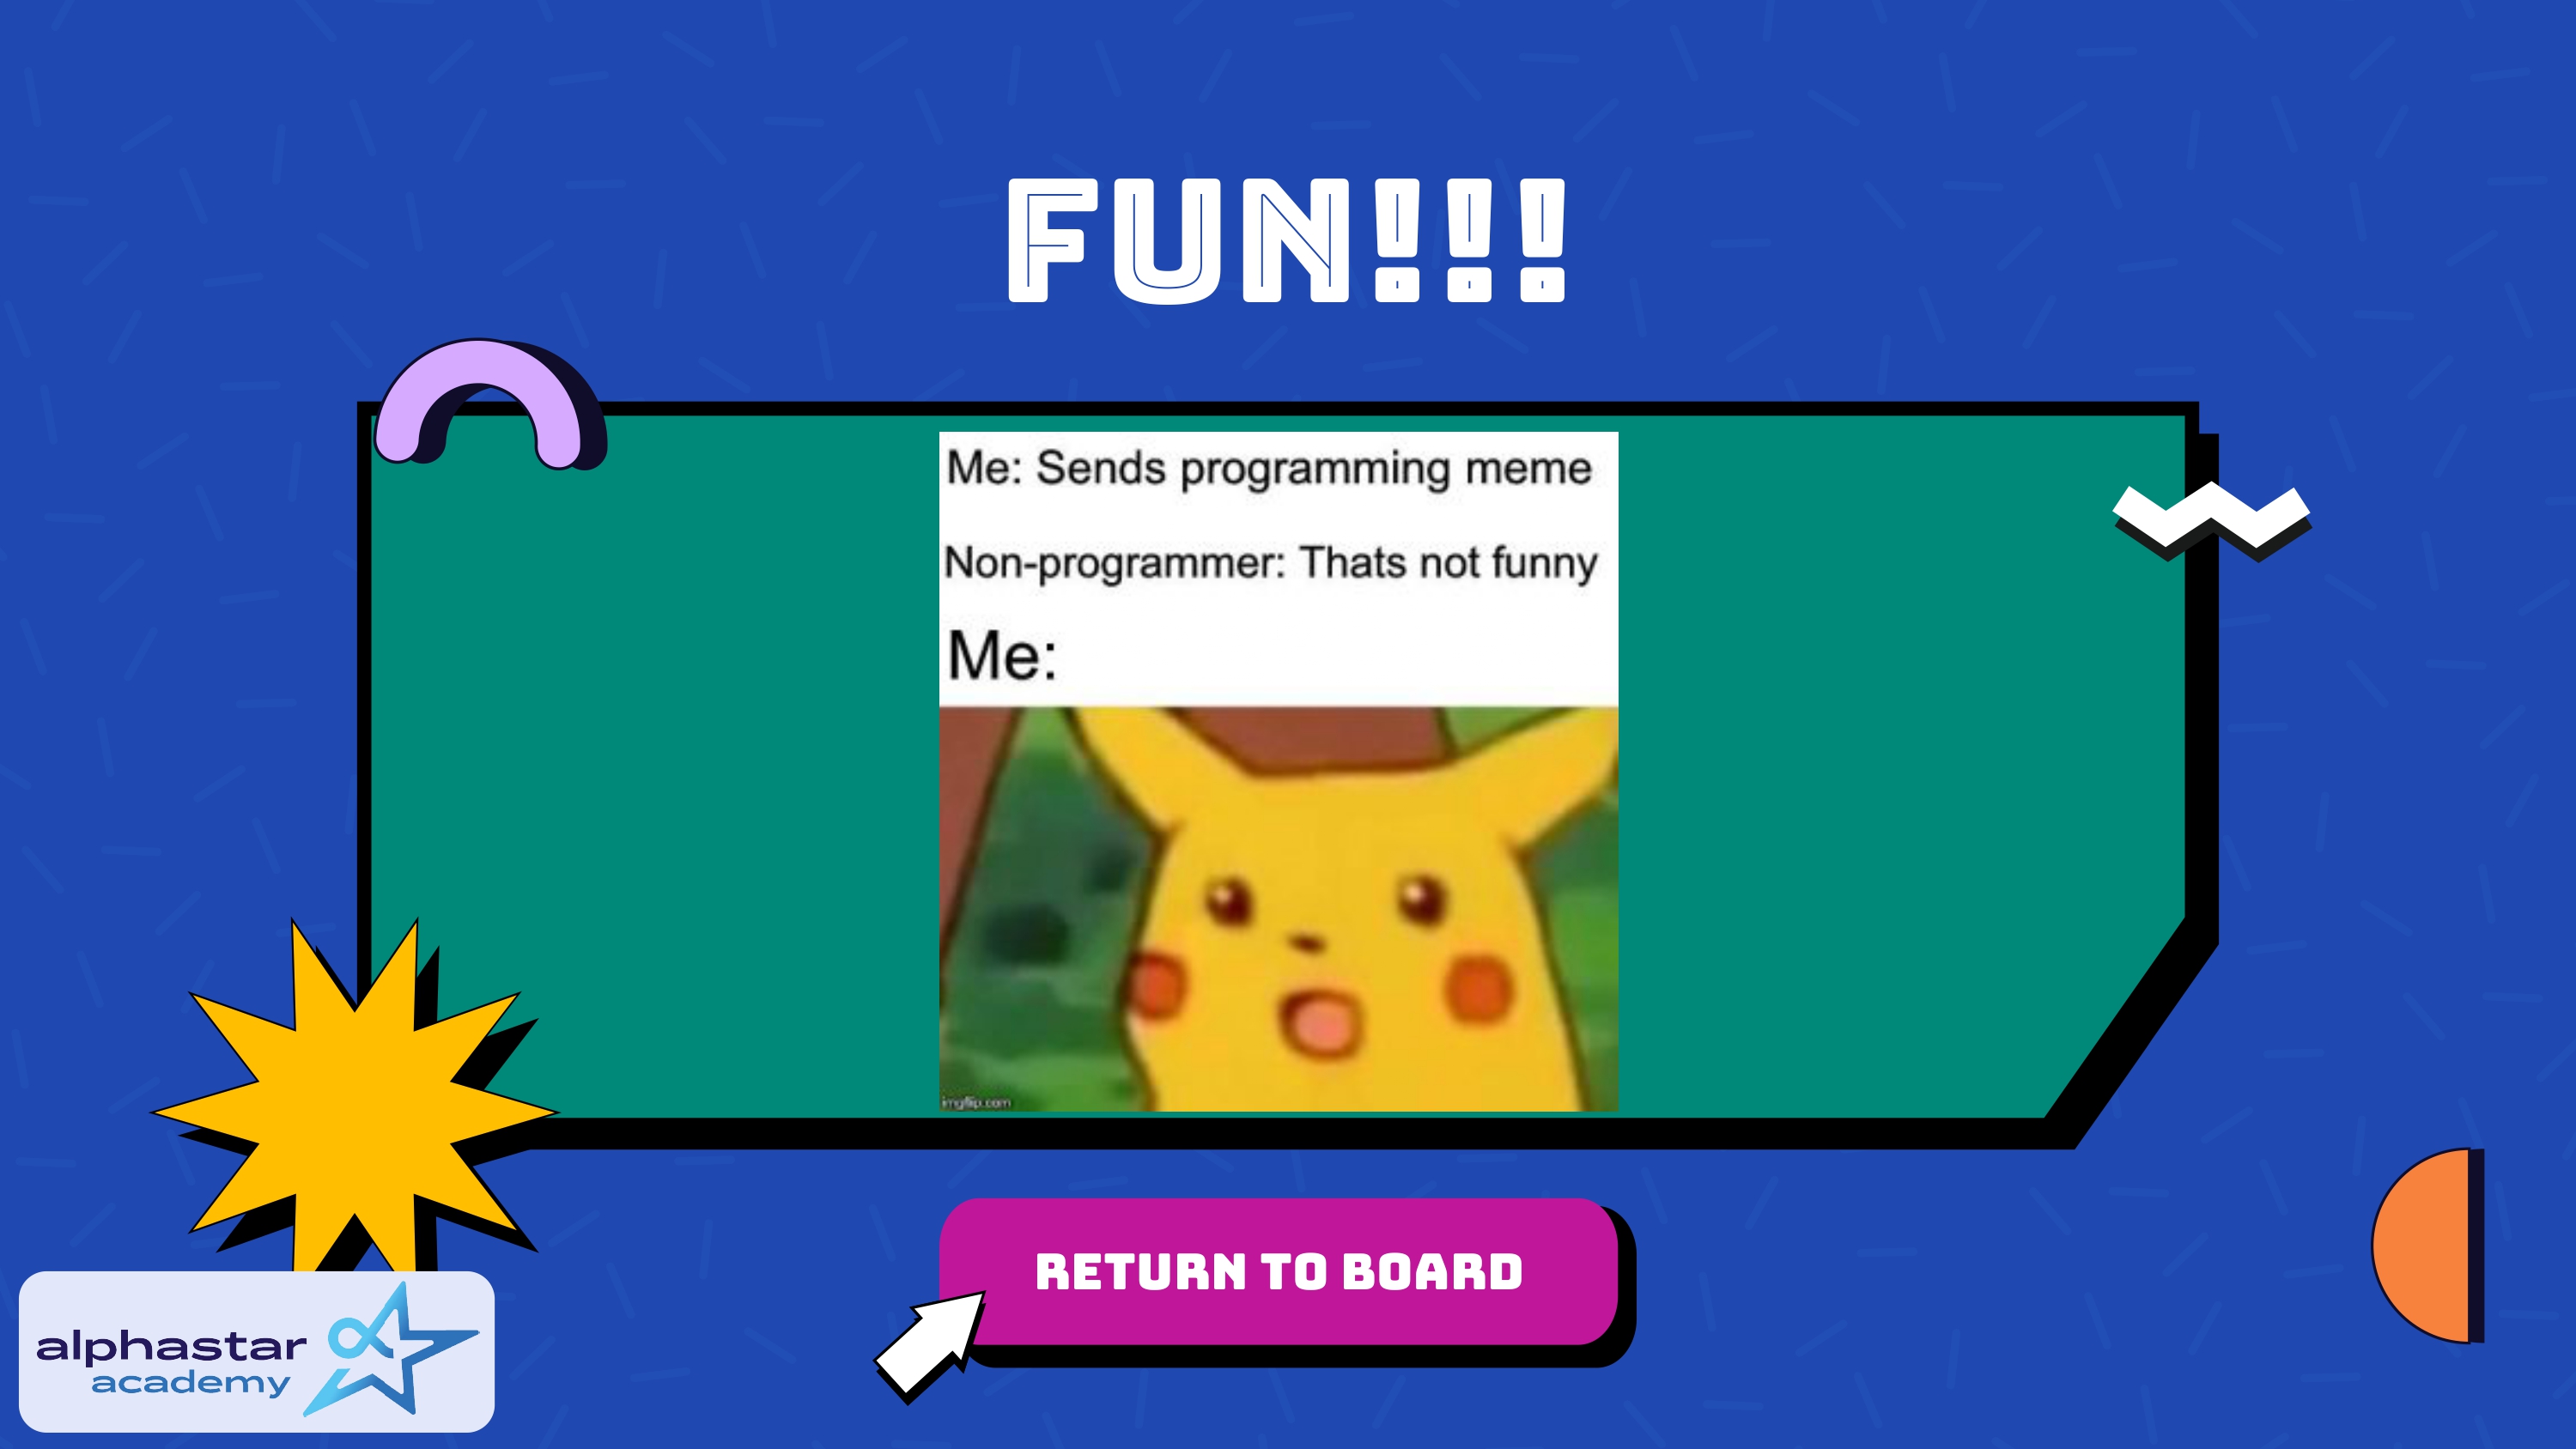 FUN!!!
Me: Sends programming meme
Non-programmer: Thats not funny
Me:
imgflip.com
RETURN TO BOARD
alphastar
academy